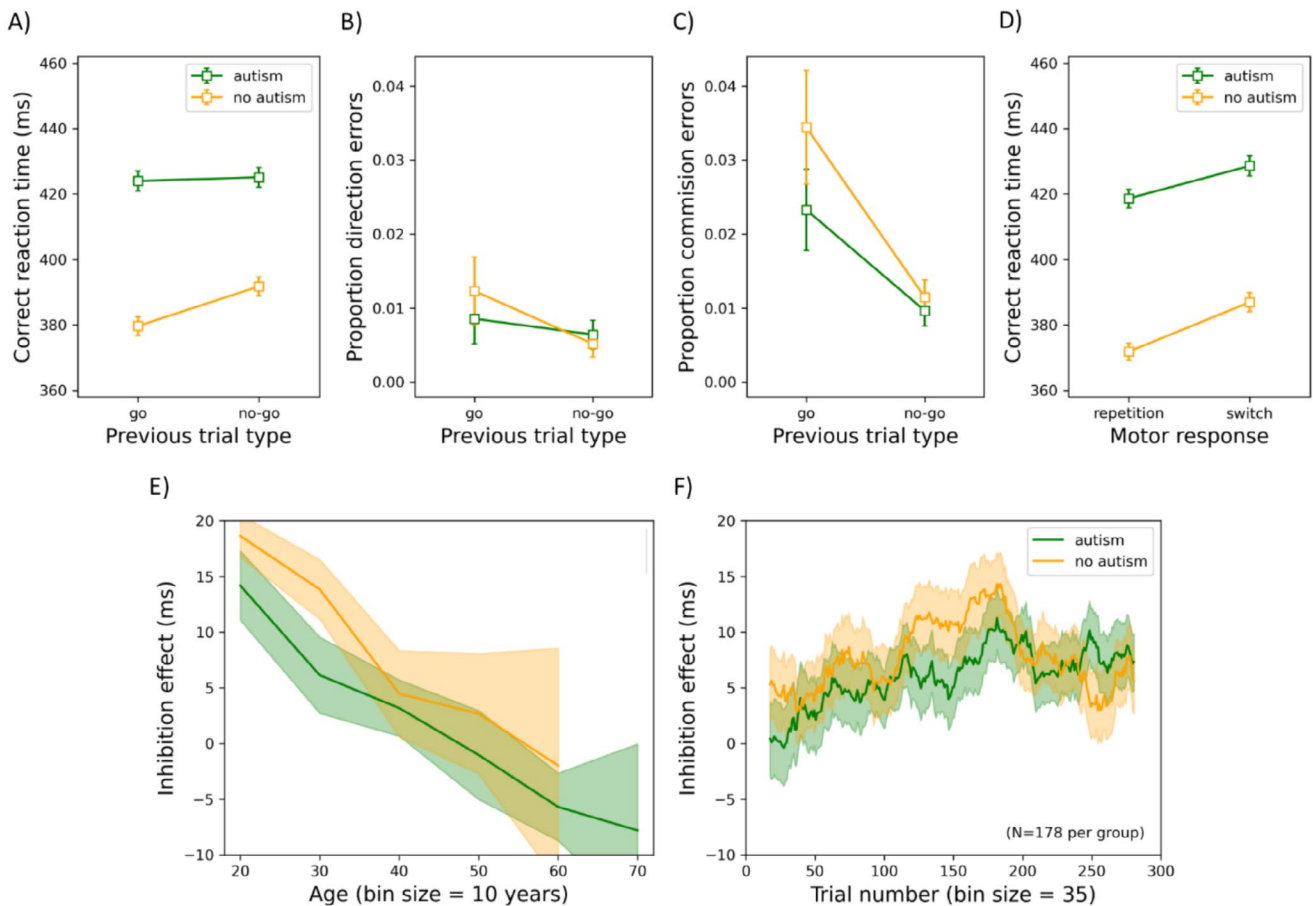 A)
B)
C)
D)
460
440
420
400
380
360
Correct reaction time (ms)
autism
no autism
go
no-go
Previous trial type
0.04
0.03
0.02
0.01
0.00
Proportion direction errors
go
no-go
Previous trial type
0.04
0.03
0.02
0.01
0.00
Proportion commision errors
go
no-go
Previous trial type
460
440
420
400
380
360
Correct reaction time (ms)
autism
no autism
repetition
switch
Motor response
E)
F)
20
15
10
5
0
−5
−10
Inhibition effect (ms)
20
30
40
50
60
70
Age (bin size = 10 years)
20
15
10
5
0
−5
−10
Inhibition effect (ms)
autism
no autism
(N=178 per group)
0
50
100
150
200
250
300
Trial number (bin size = 35)